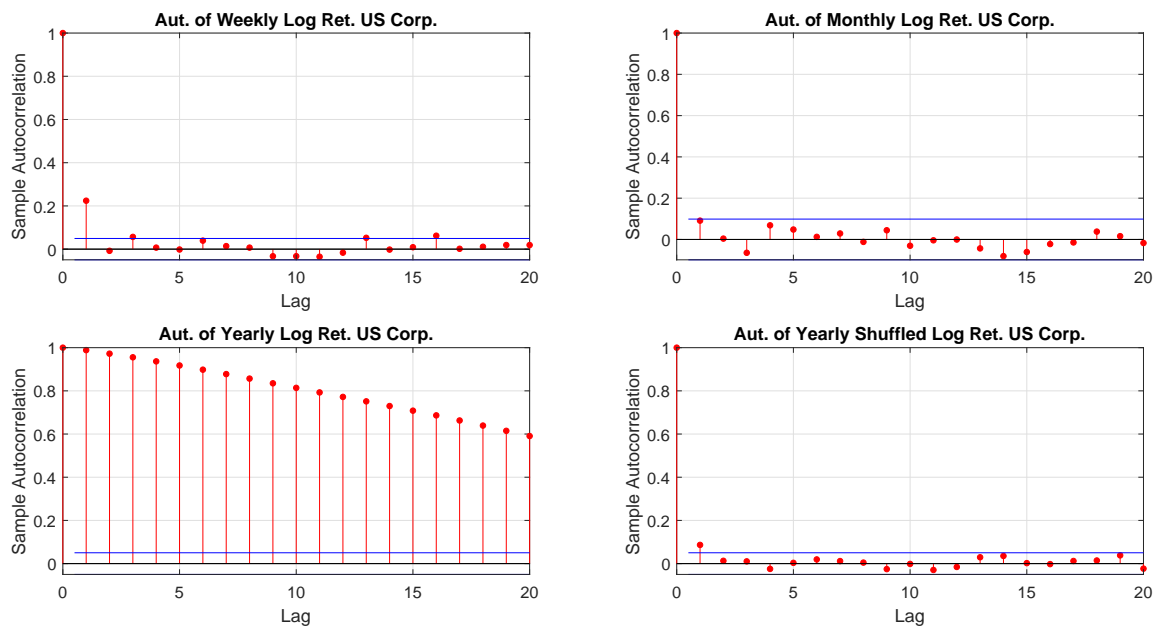 Aut. of Weekly Log Ret. US Corp.
1
0.8
0.6
0.4
0.2
0
Sample Autocorrelation
0 5 10 15 20
Lag
Aut. of Monthly Log Ret. US Corp.
1
0.8
0.6
0.4
0.2
0
Sample Autocorrelation
0 5 10 15 20
Lag
Aut. of Yearly Log Ret. US Corp.
1
0.8
0.6
0.4
0.2
0
Sample Autocorrelation
0 5 10 15 20
Lag
Aut. of Yearly Shuffled Log Ret. US Corp.
1
0.8
0.6
0.4
0.2
0
Sample Autocorrelation
0 5 10 15 20
Lag